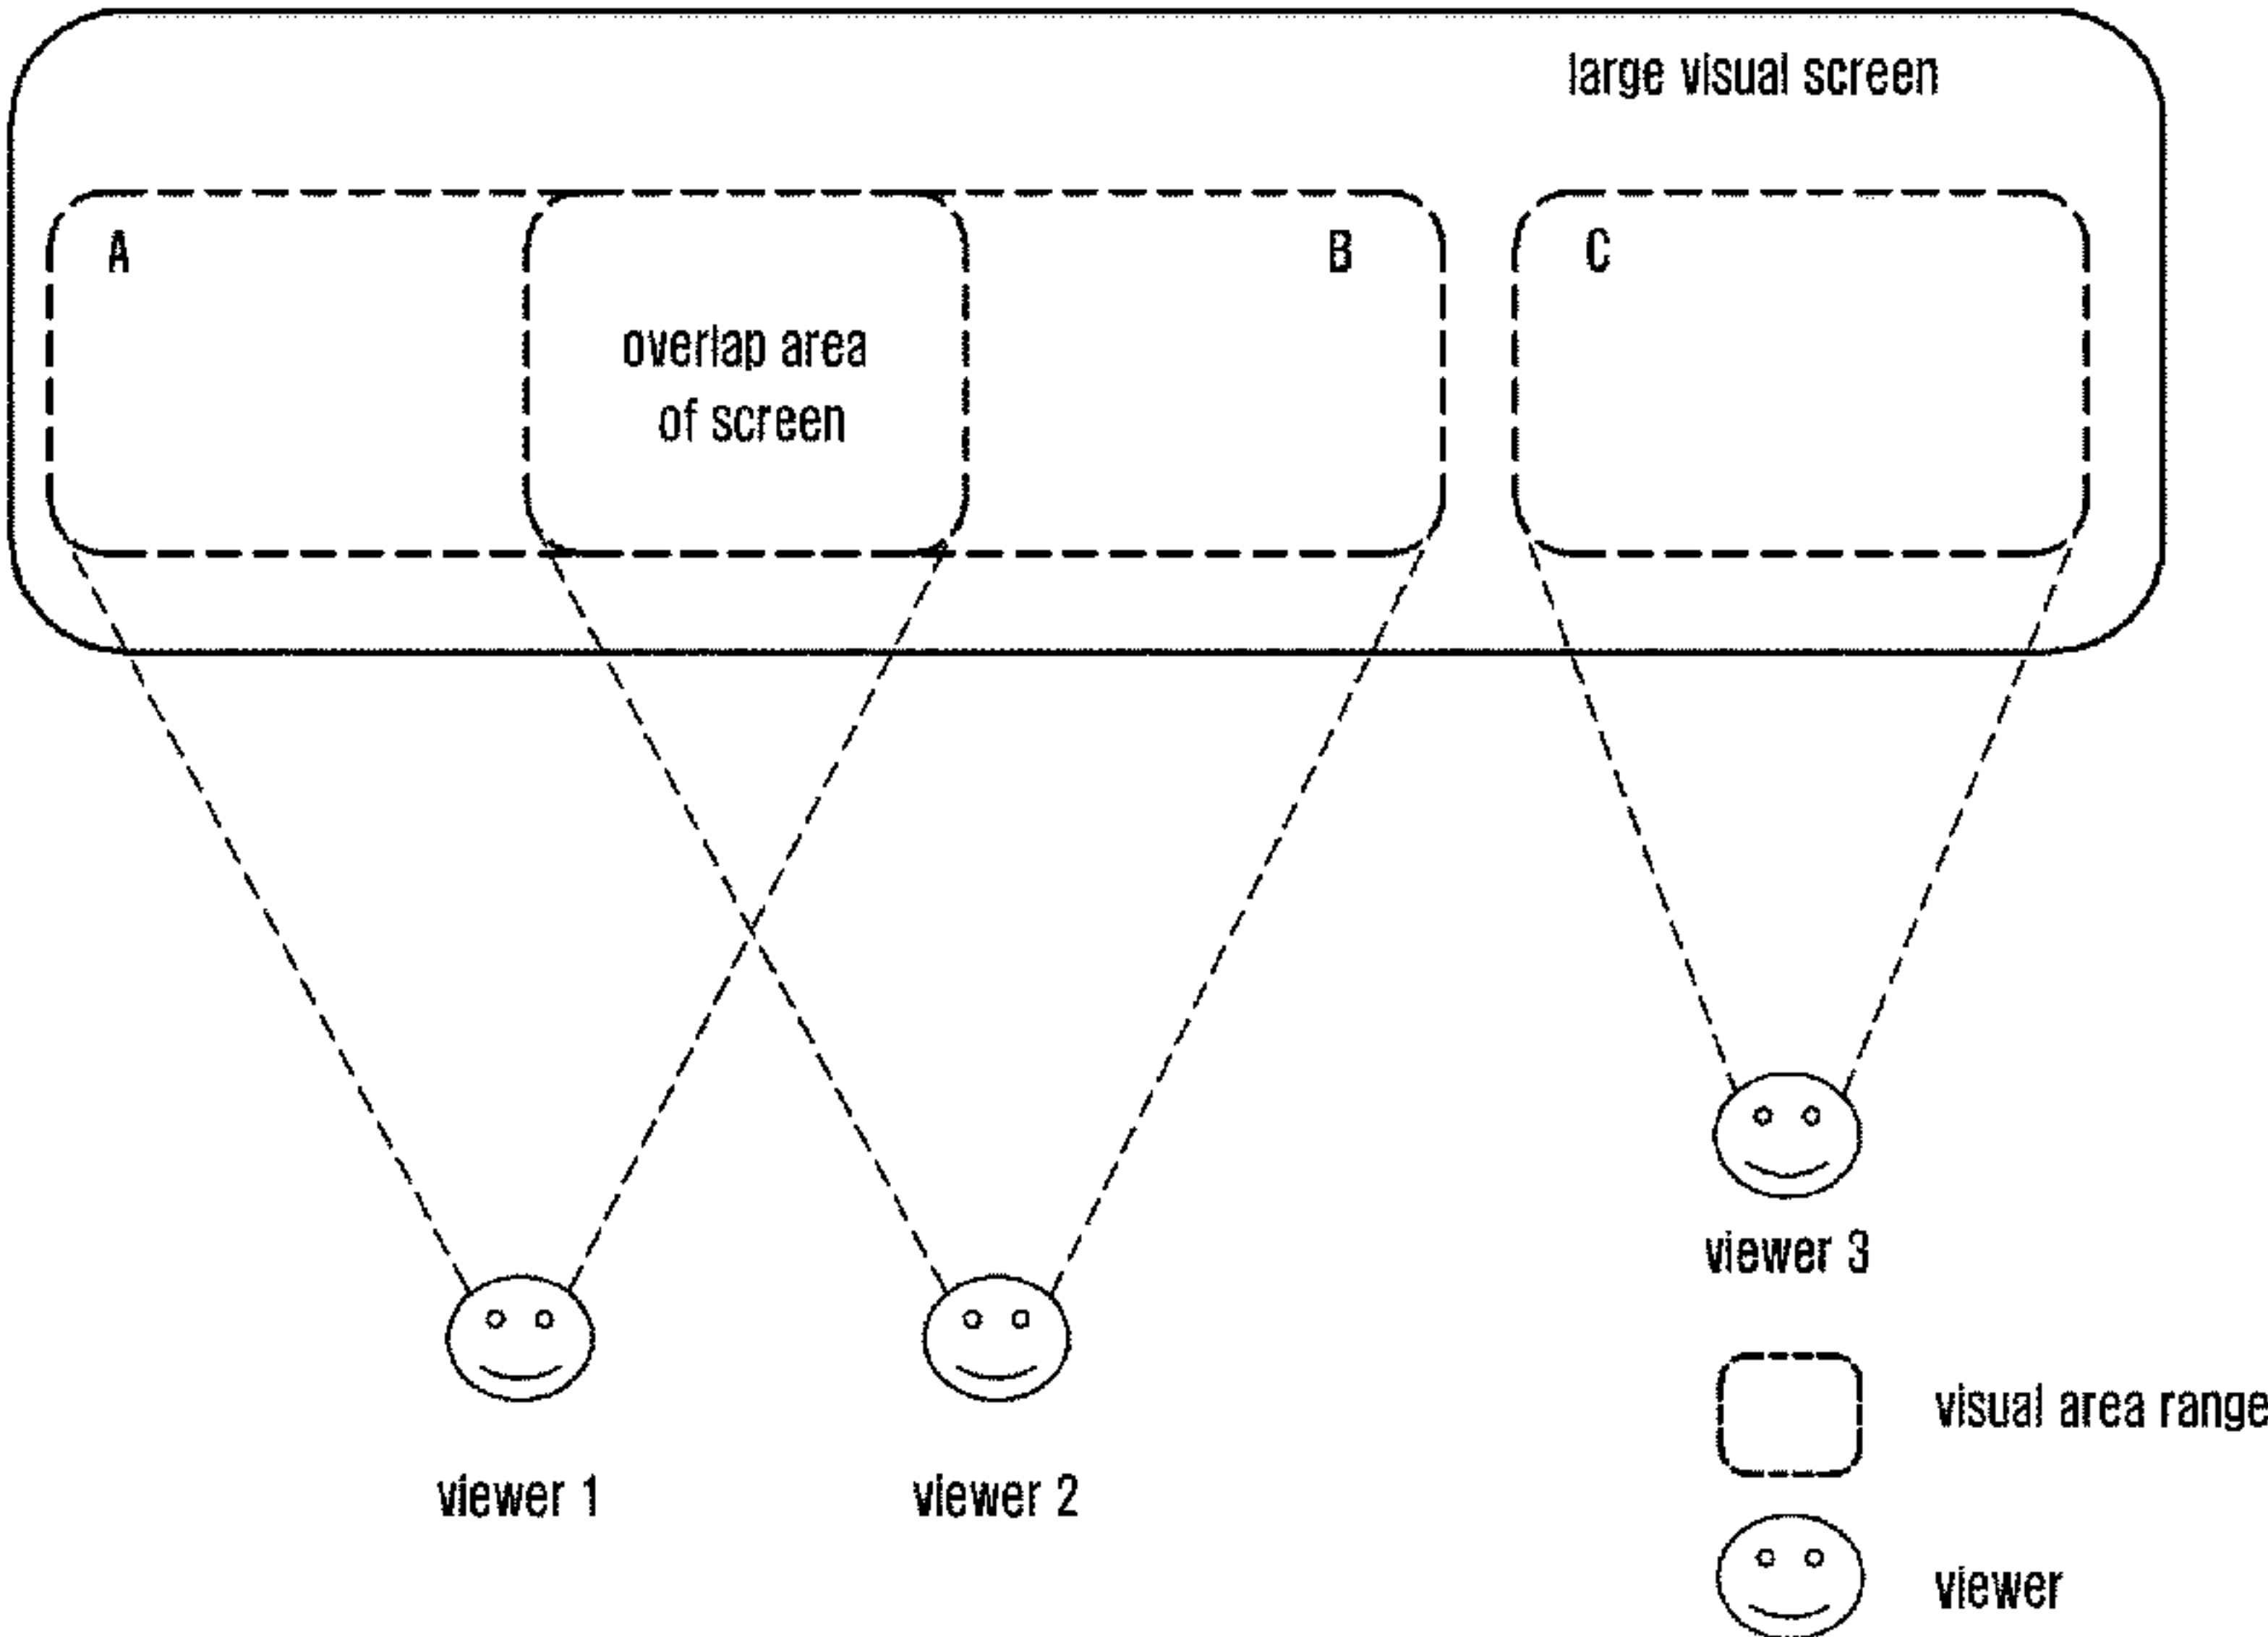 large visual screen
A
B
C
overlap area
of screen
viewer 3
viewer 1
viewer 2
visual area range
viewer